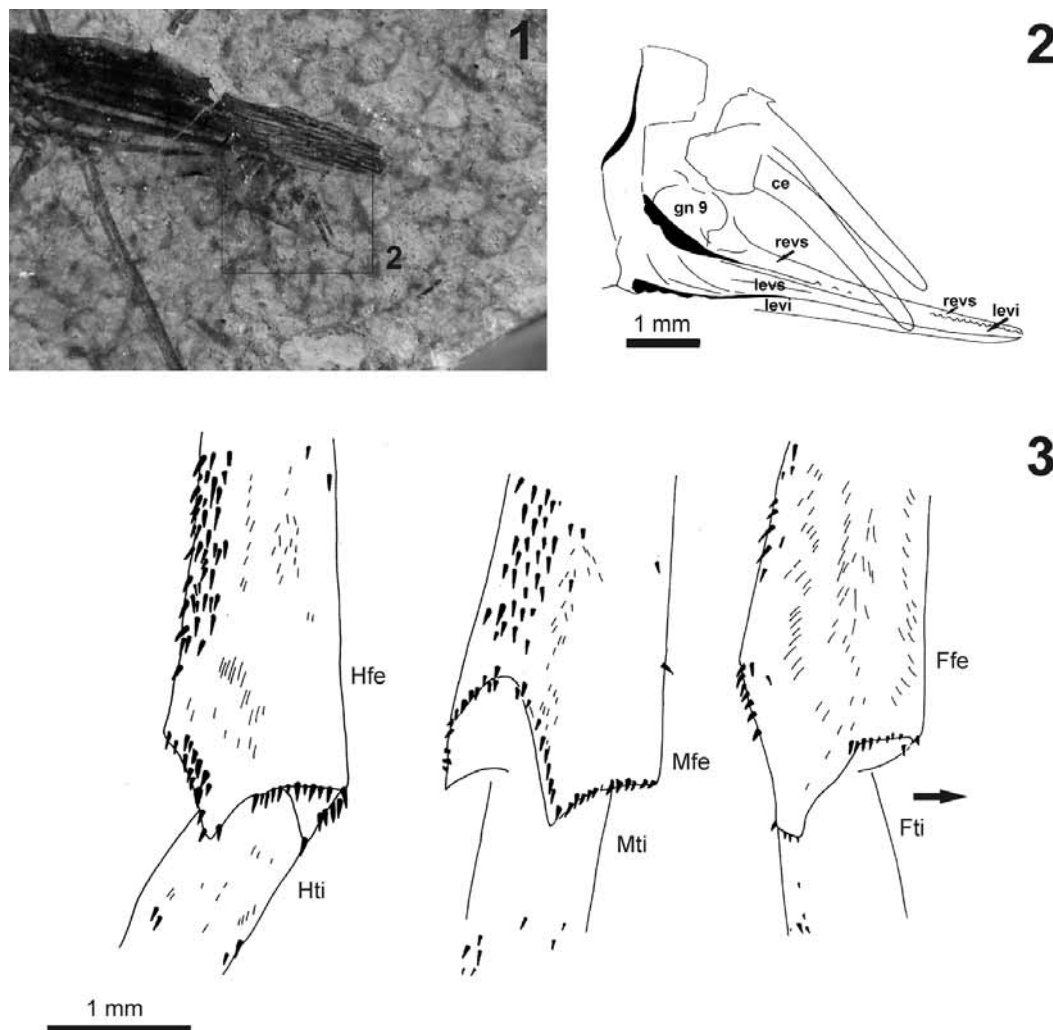 1
2
2
ce
gn 9
revs
levs
revs
levi
levi
1 mm
3
Hfe
Ffe
Mfe
Mti
Fti
Hti
1 mm